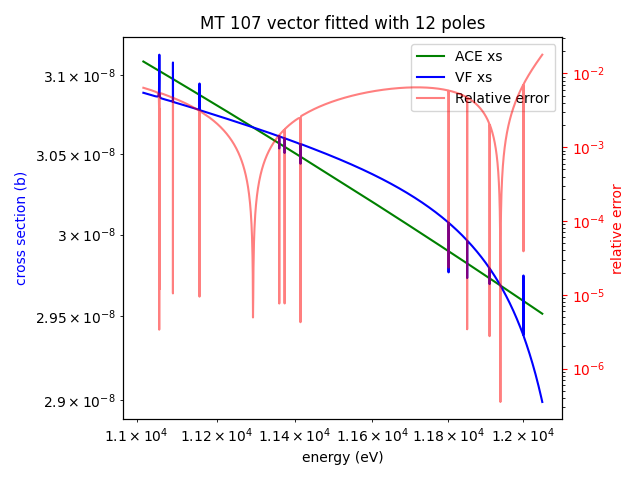 MT 107 vector fitted with 12 poles
ACE xs
VF xs
Relative error
3.1 × 10⁻⁸
3.05 × 10⁻⁸
3 × 10⁻⁸
2.95 × 10⁻⁸
2.9 × 10⁻⁸
cross section (b)
10⁻²
10⁻³
10⁻⁴
10⁻⁵
10⁻⁶
relative error
1.1 × 10⁴ 1.12 × 10⁴ 1.14 × 10⁴ 1.16 × 10⁴ 1.18 × 10⁴ 1.2 × 10⁴
energy (eV)